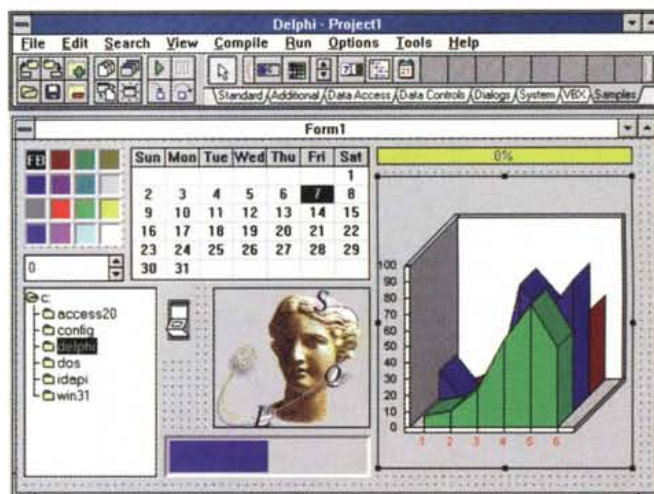 Delphi - Project1
File Edit Search View Compile Run Options Tools Help
Standard Additional Data Access Data Controls Dialogs System VBX Samples
Form1
FB
0
Sun Mon Tue Wed Thu Fri Sat
1
2 3 4 5 6 7 8
9 10 11 12 13 14 15
16 17 18 19 20 21 22
23 24 25 26 27 28 29
30 31
c:
access20
config
delphi
dos
idapi
win31
S
Q
L
0%
100
90
80
70
60
50
40
30
20
10
0
1 2 3 4 5 6